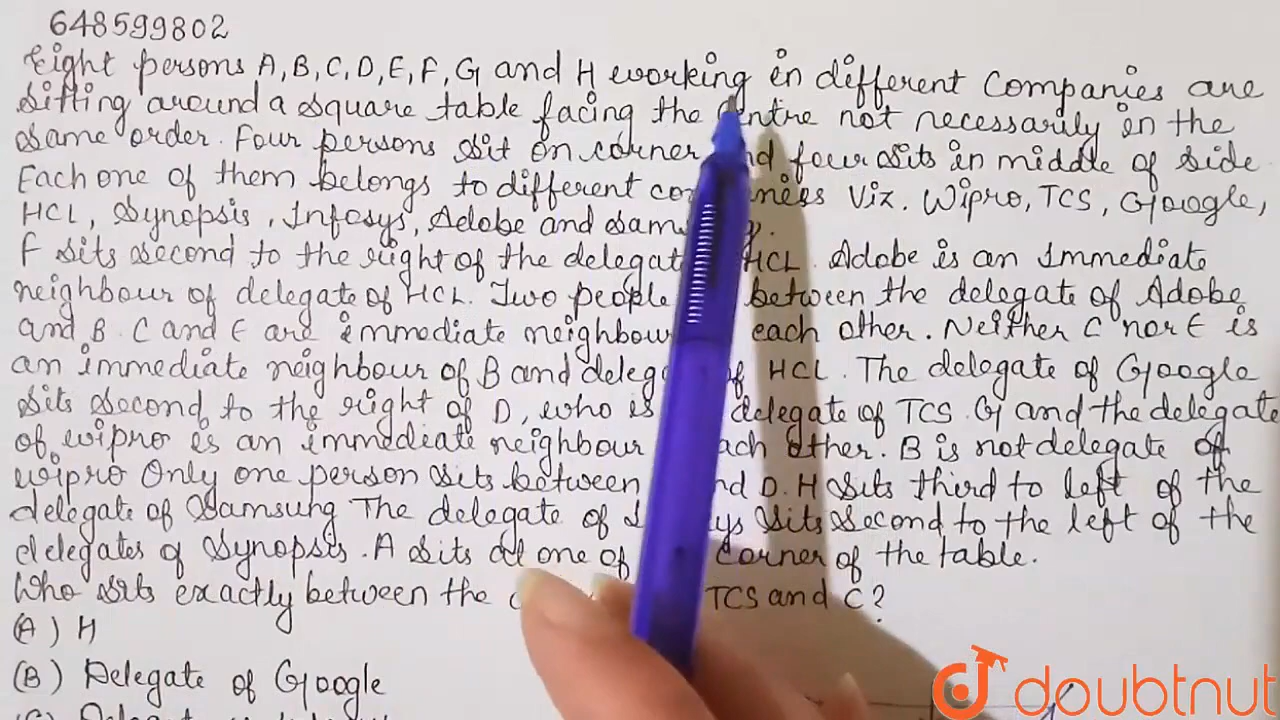 648599802
Eight persons A, B, C, D, E, F, G and H working in different Companies are
Sitting around a square table facing the not necessarily in the
same order. Four persons sit on corner and four sits in middle of side.
Each one of them belongs to different Viz. Wipro, TCS, Google,
HCL, Synopsis, Infosys, Adobe and
F sits second to the right of the HCL. Adobe is an immediate
neighbour of delegate of HCL. Two people between the delegate of Adobe
and B. C and E are immediate each other. Neither C nor E is
an immediate neighbour of B and of HCL. The delegate of Google
sits second to the right of D, who is delegate of TCS. G and the delegate
of wipro is an immediate neighbour each other. B is not delegate of
wipro Only one person sits between and D. H sits third to left of the
delegate of Samsung The delegate of sits second to the left of the
delegates of Synopsis. A sits at one of corner of the table.
Who sits exactly between the TCS and C?
(A) H
(B) Delegate of Google
doubtnut